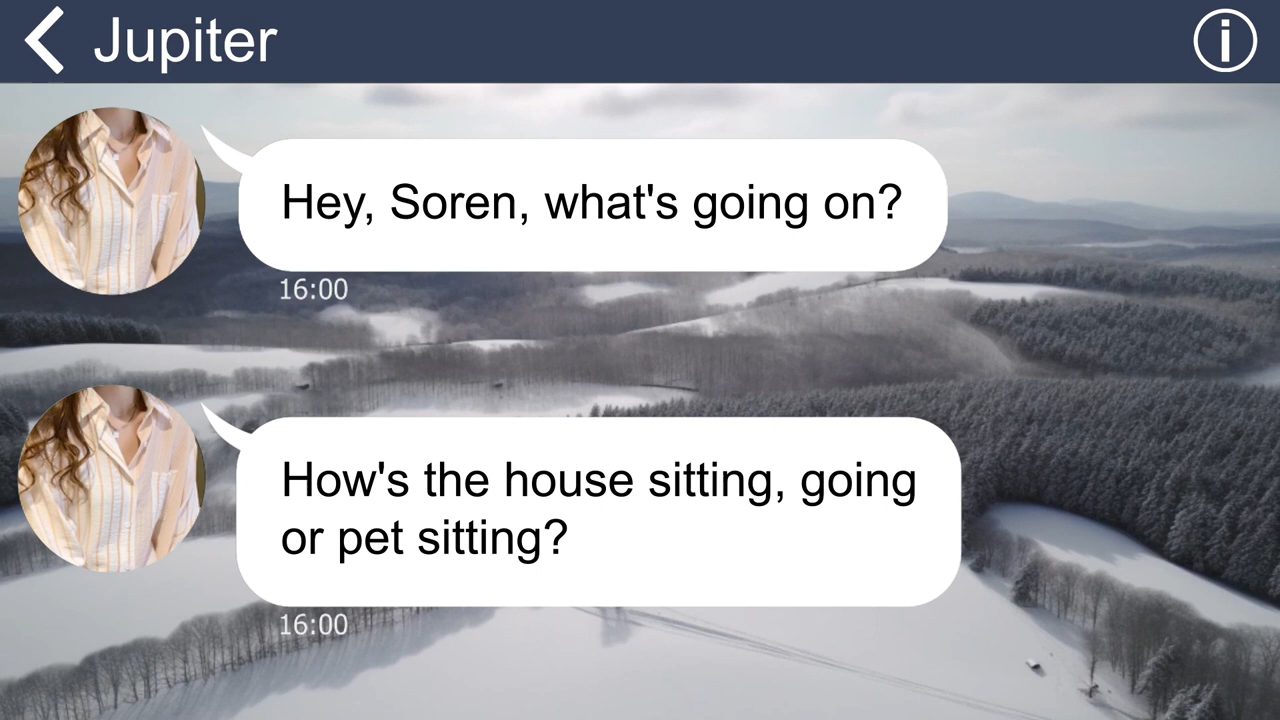 Jupiter
Hey, Soren, what's going on?
16:00
How's the house sitting, going
or pet sitting?
16:00